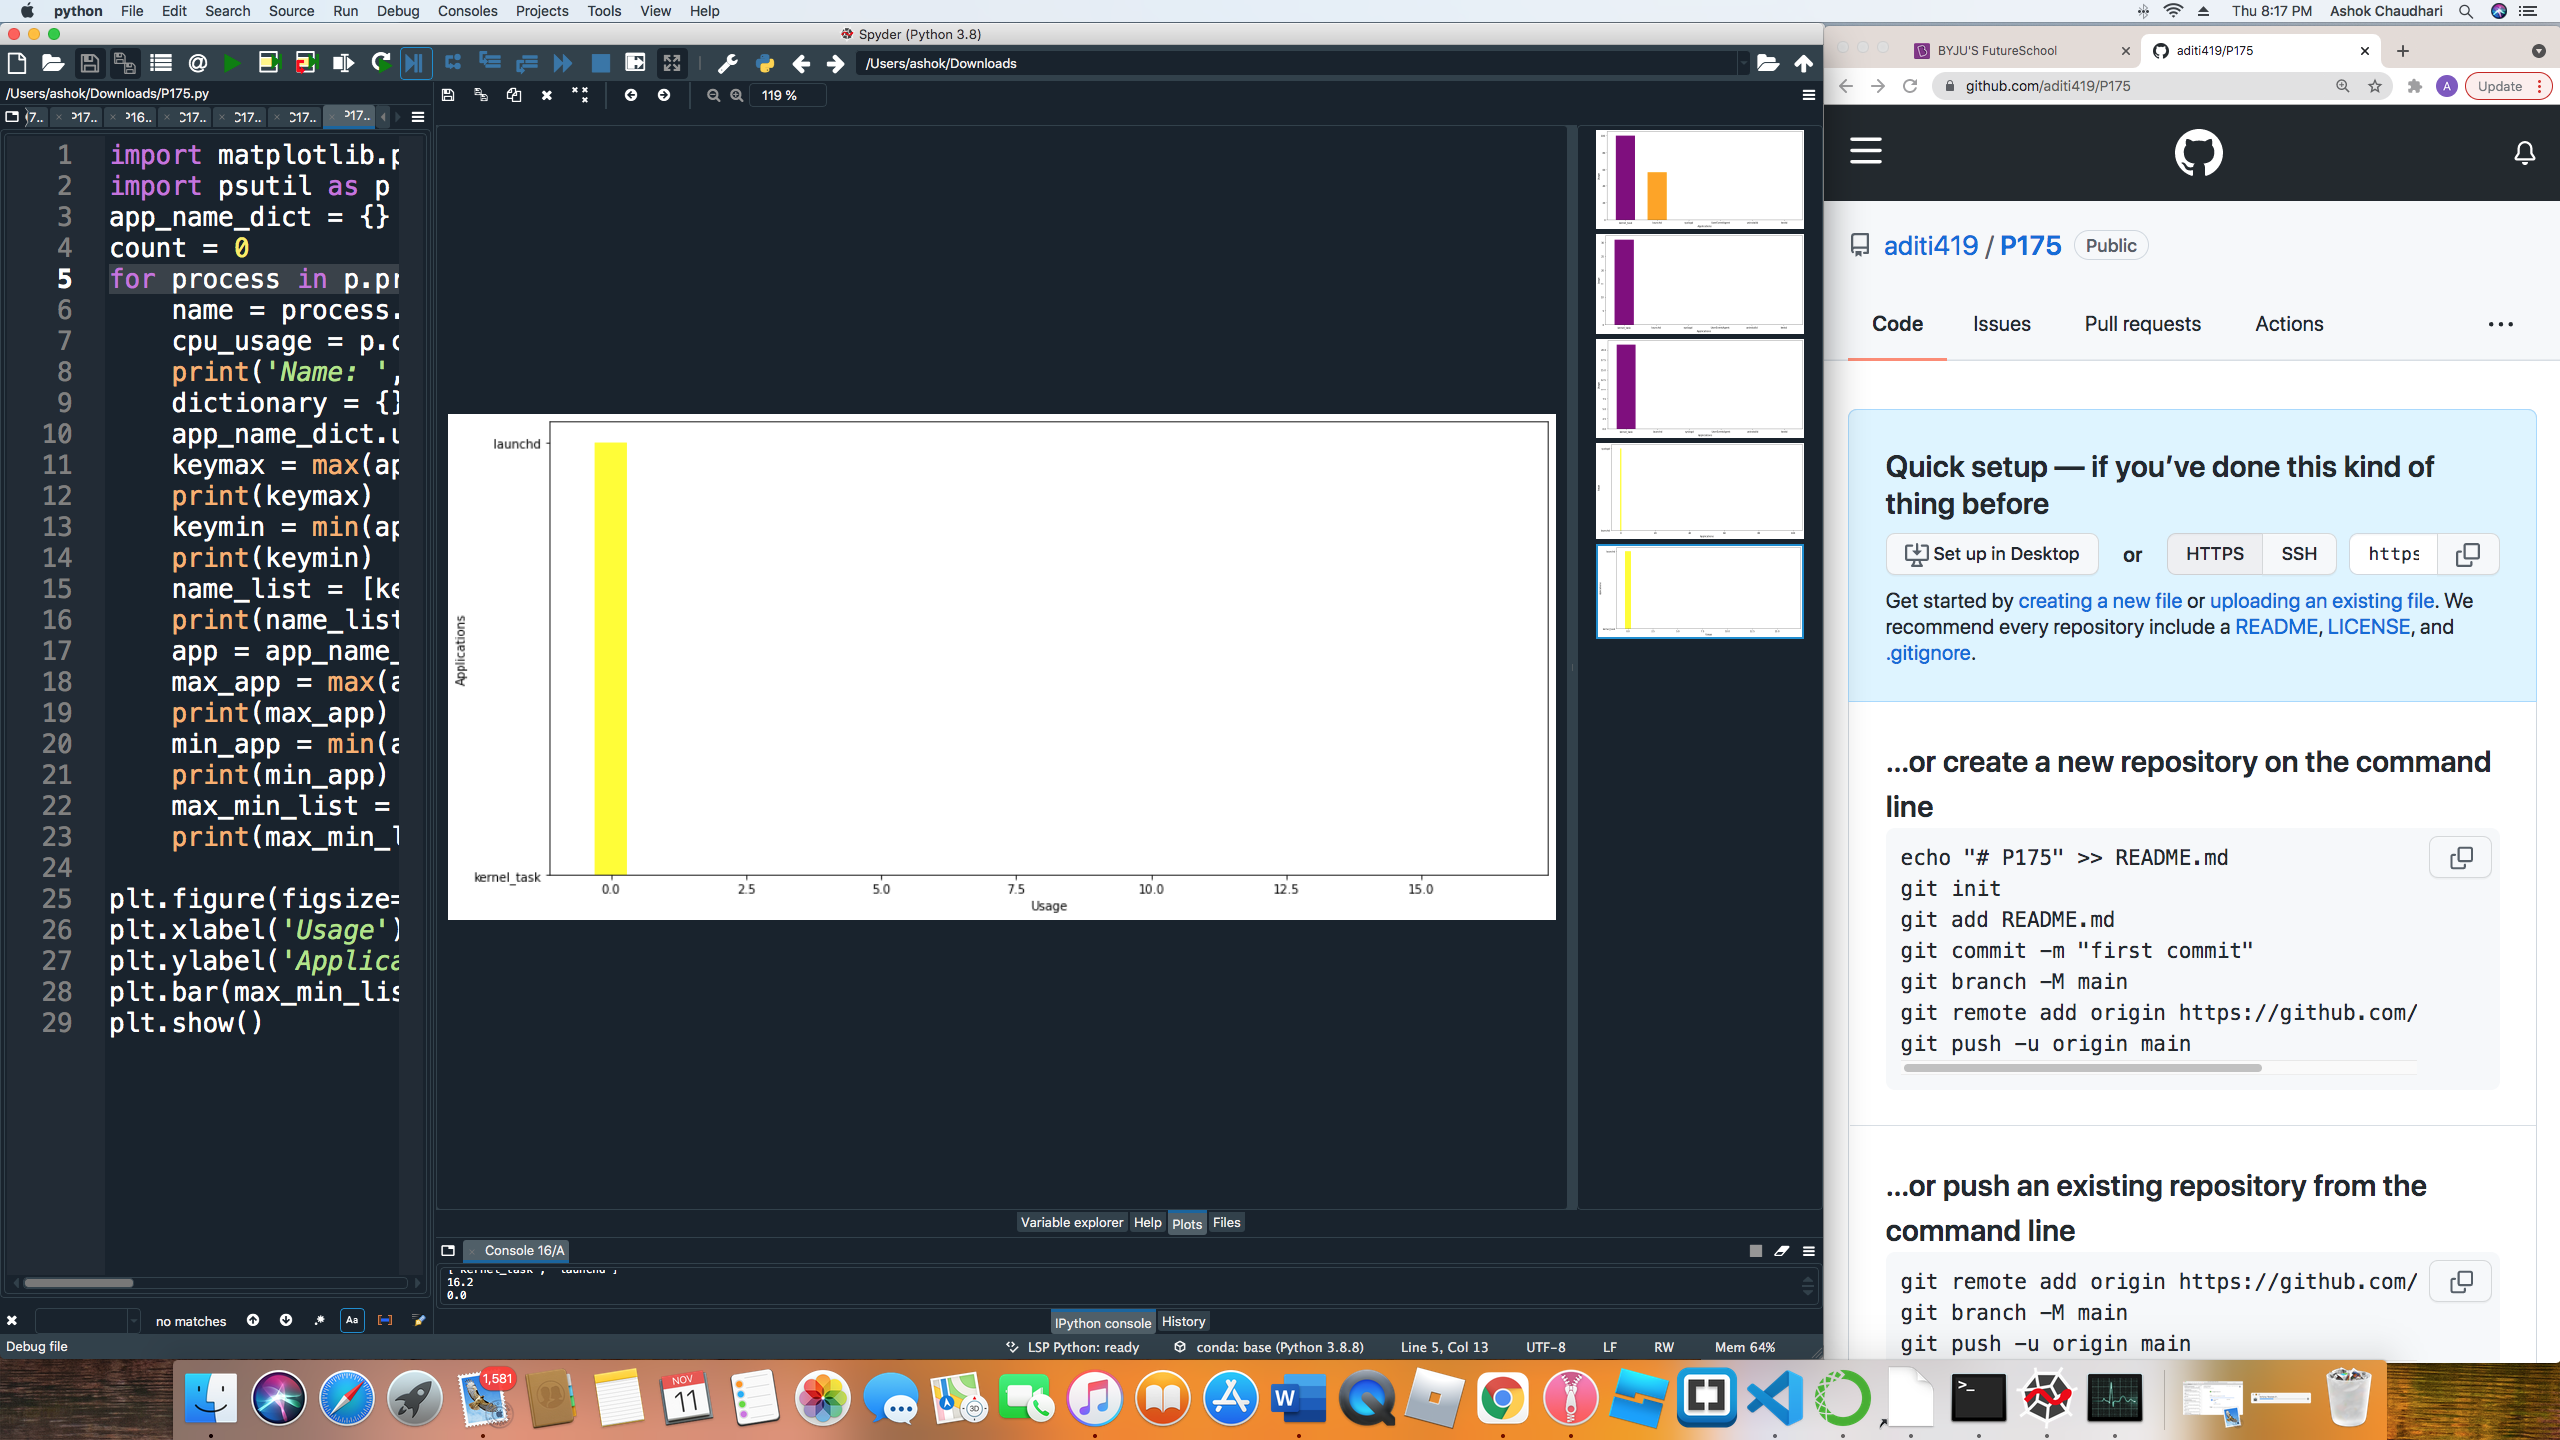 python File Edit Search Source Run Debug Consoles Projects Tools View Help
Thu 8:17 PM Ashok Chaudhari
Spyder (Python 3.8)
/Users/ashok/Downloads
/Users/ashok/Downloads/P175.py
119 %
1 import matplotlib.p
2 import psutil as p
3 app_name_dict = {}
4 count = 0
5 for process in p.pr
6 name = process.
7 cpu_usage = p.c
8 print('Name: ',
9 dictionary = {}
10 app_name_dict.u
11 keymax = max(ap
12 print(keymax)
13 keymin = min(ap
14 print(keymin)
15 name_list = [ke
16 print(name_list
17 app = app_name_
18 max_app = max(a
19 print(max_app)
20 min_app = min(a
21 print(min_app)
22 max_min_list =
23 print(max_min_l
24
25 plt.figure(figsize=
26 plt.xlabel('Usage')
27 plt.ylabel('Applica
28 plt.bar(max_min_lis
29 plt.show()
no matches
Aa
Debug file
launchd
Applications
kernel_task
0.0 2.5 5.0 7.5 10.0 12.5 15.0
Usage
Variable explorer Help Plots Files
Console 16/A
16.2
0.0
IPython console History
LSP Python: ready conda: base (Python 3.8.8) Line 5, Col 13 UTF-8 LF RW Mem 64%
BYJU'S FutureSchool
aditi419/P175
github.com/aditi419/P175
A
Update
aditi419 / P175 Public
Code Issues Pull requests Actions
Quick setup — if you've done this kind of
thing before
Set up in Desktop or HTTPS SSH https
Get started by creating a new file or uploading an existing file. We
recommend every repository include a README, LICENSE, and
.gitignore.
...or create a new repository on the command
line
echo "# P175" >> README.md
git init
git add README.md
git commit -m "first commit"
git branch -M main
git remote add origin https://github.com/
git push -u origin main
...or push an existing repository from the
command line
git remote add origin https://github.com/
git branch -M main
git push -u origin main
1,581
NOV
11
3D
W
>_